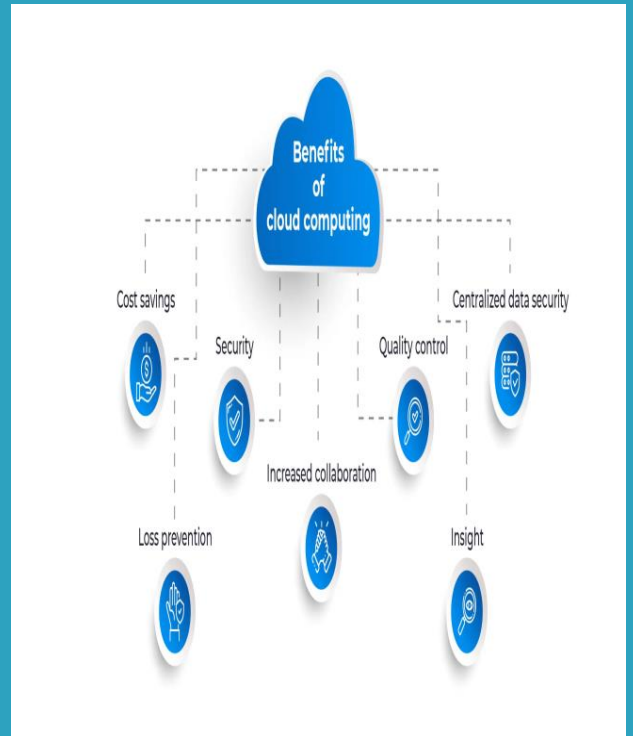 Benefits
of
cloud computing
Cost savings
Centralized data security
Security
Quality control
Increased collaboration
Loss prevention
Insight